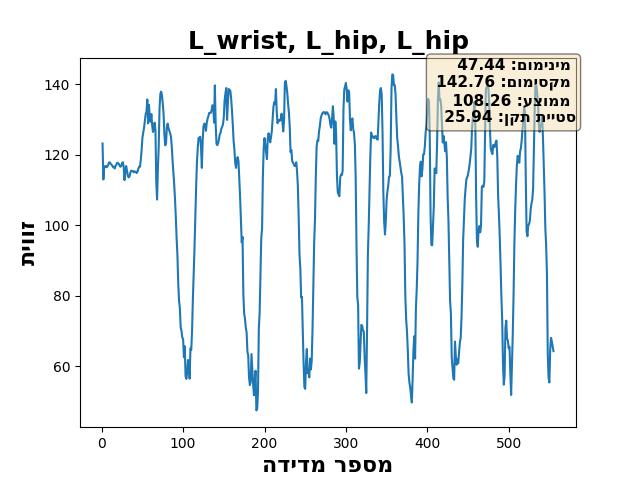 L_wrist, L_hip, L_hip
מינימום: 47.44
מקסימום: 142.76
ממוצע: 108.26
סטיית תקן: 25.94
140
120
100
80
60
זווית
0 100 200 300 400 500
מספר מדידה